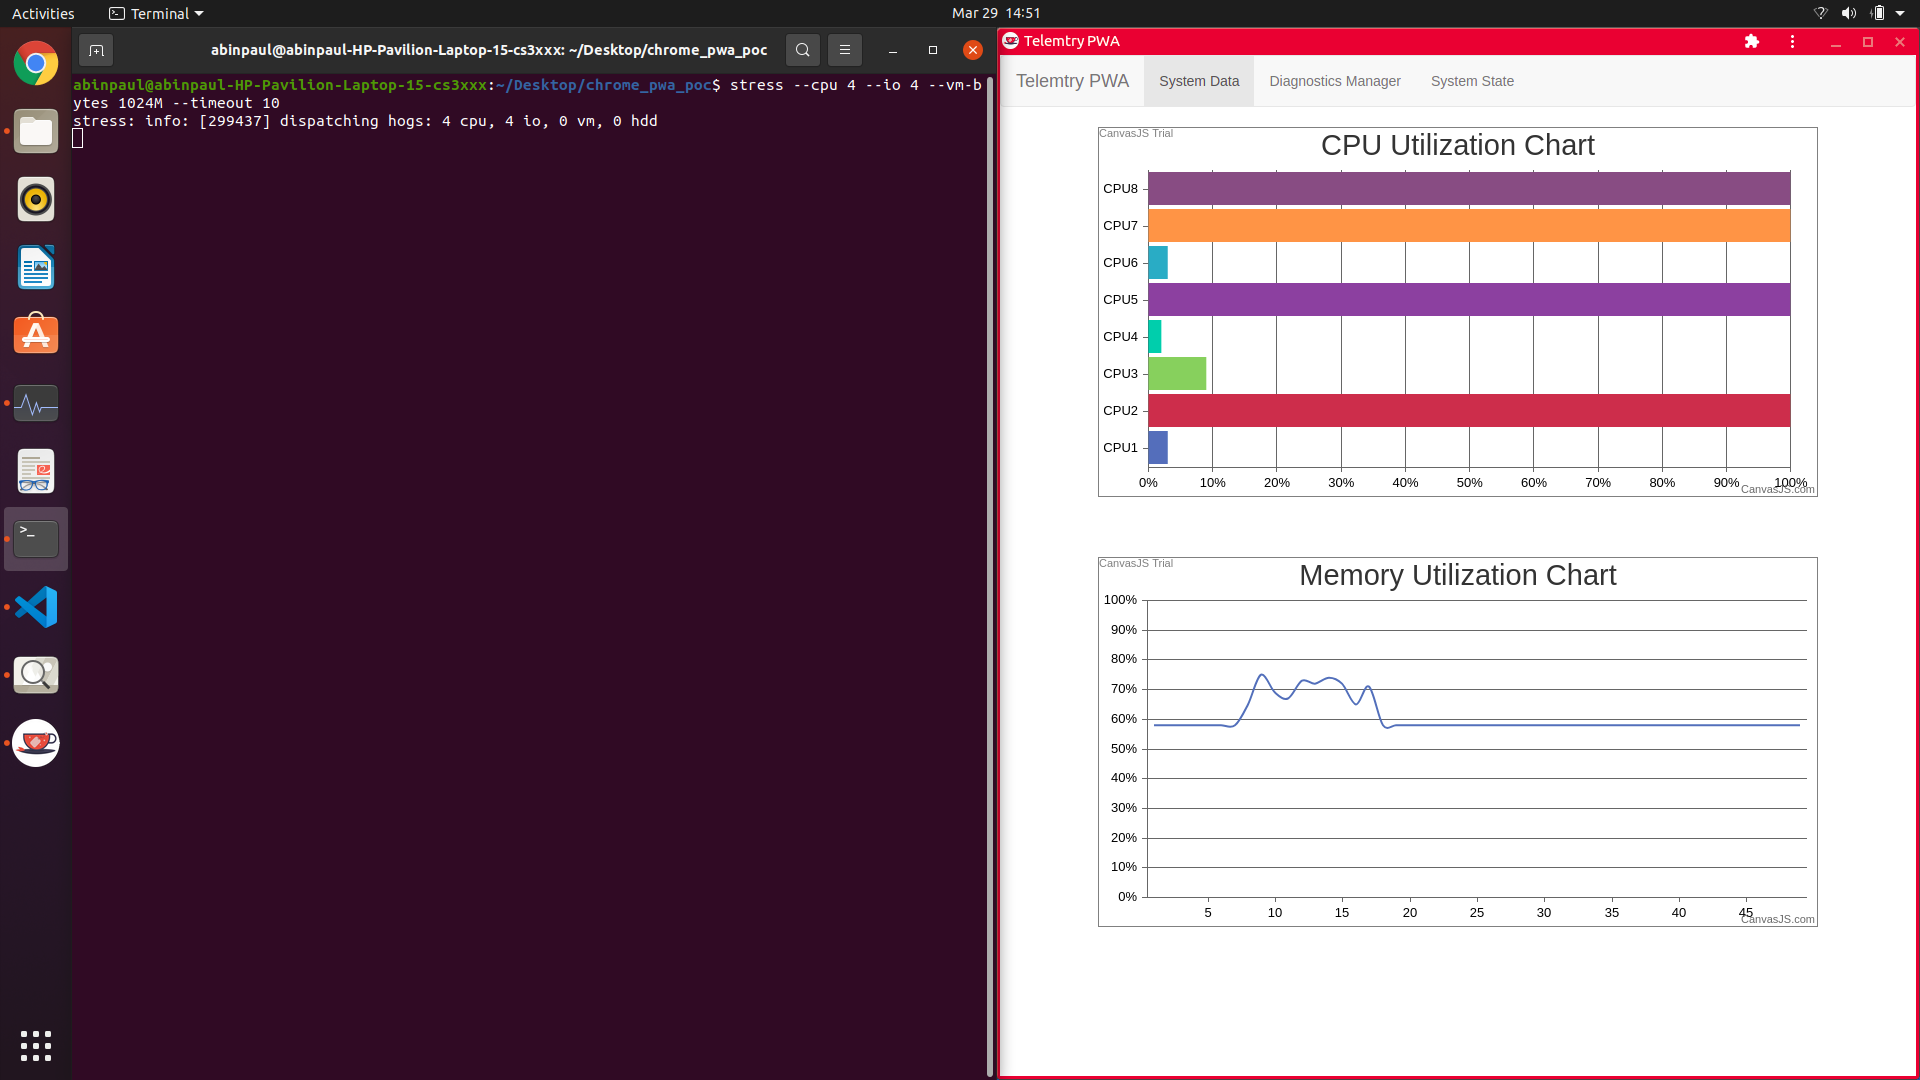 Activities
Terminal
Mar 29 14:51
abinpaul@abinpaul-HP-Pavilion-Laptop-15-cs3xxx: ~/Desktop/chrome_pwa_poc
abinpaul@abinpaul-HP-Pavilion-Laptop-15-cs3xxx:~/Desktop/chrome_pwa_poc$ stress --cpu 4 --io 4 --vm-b
ytes 1024M --timeout 10
stress: info: [299437] dispatching hogs: 4 cpu, 4 io, 0 vm, 0 hdd
Telemtry PWA
Telemtry PWA
System Data
Diagnostics Manager
System State
CanvasJS Trial
CPU Utilization Chart
CPU8
CPU7
CPU6
CPU5
CPU4
CPU3
CPU2
CPU1
0% 10% 20% 30% 40% 50% 60% 70% 80% 90% 100%
CanvasJS.com
CanvasJS Trial
Memory Utilization Chart
100%
90%
80%
70%
60%
50%
40%
30%
20%
10%
0%
5 10 15 20 25 30 35 40 45
CanvasJS.com